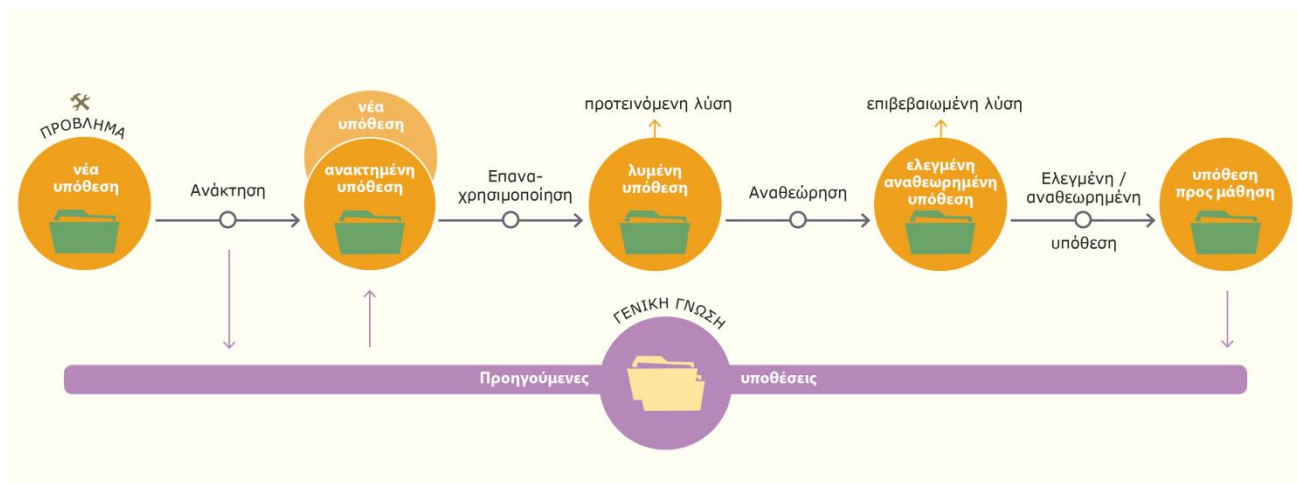 ΠΡΟΒΛΗΜΑ
νέα
υπόθεση
Ανάκτηση
νέα
υπόθεση
ανακτημένη
υπόθεση
Επανα-
χρησιμοποίηση
προτεινόμενη λύση
λυμένη
υπόθεση
Αναθεώρηση
επιβεβαιωμένη λύση
ελεγμένη
αναθεωρημένη
υπόθεση
Ελεγμένη /
αναθεωρημένη
υπόθεση
υπόθεση
προς μάθηση
ΓΕΝΙΚΗ ΓΝΩΣΗ
Προηγούμενες υποθέσεις